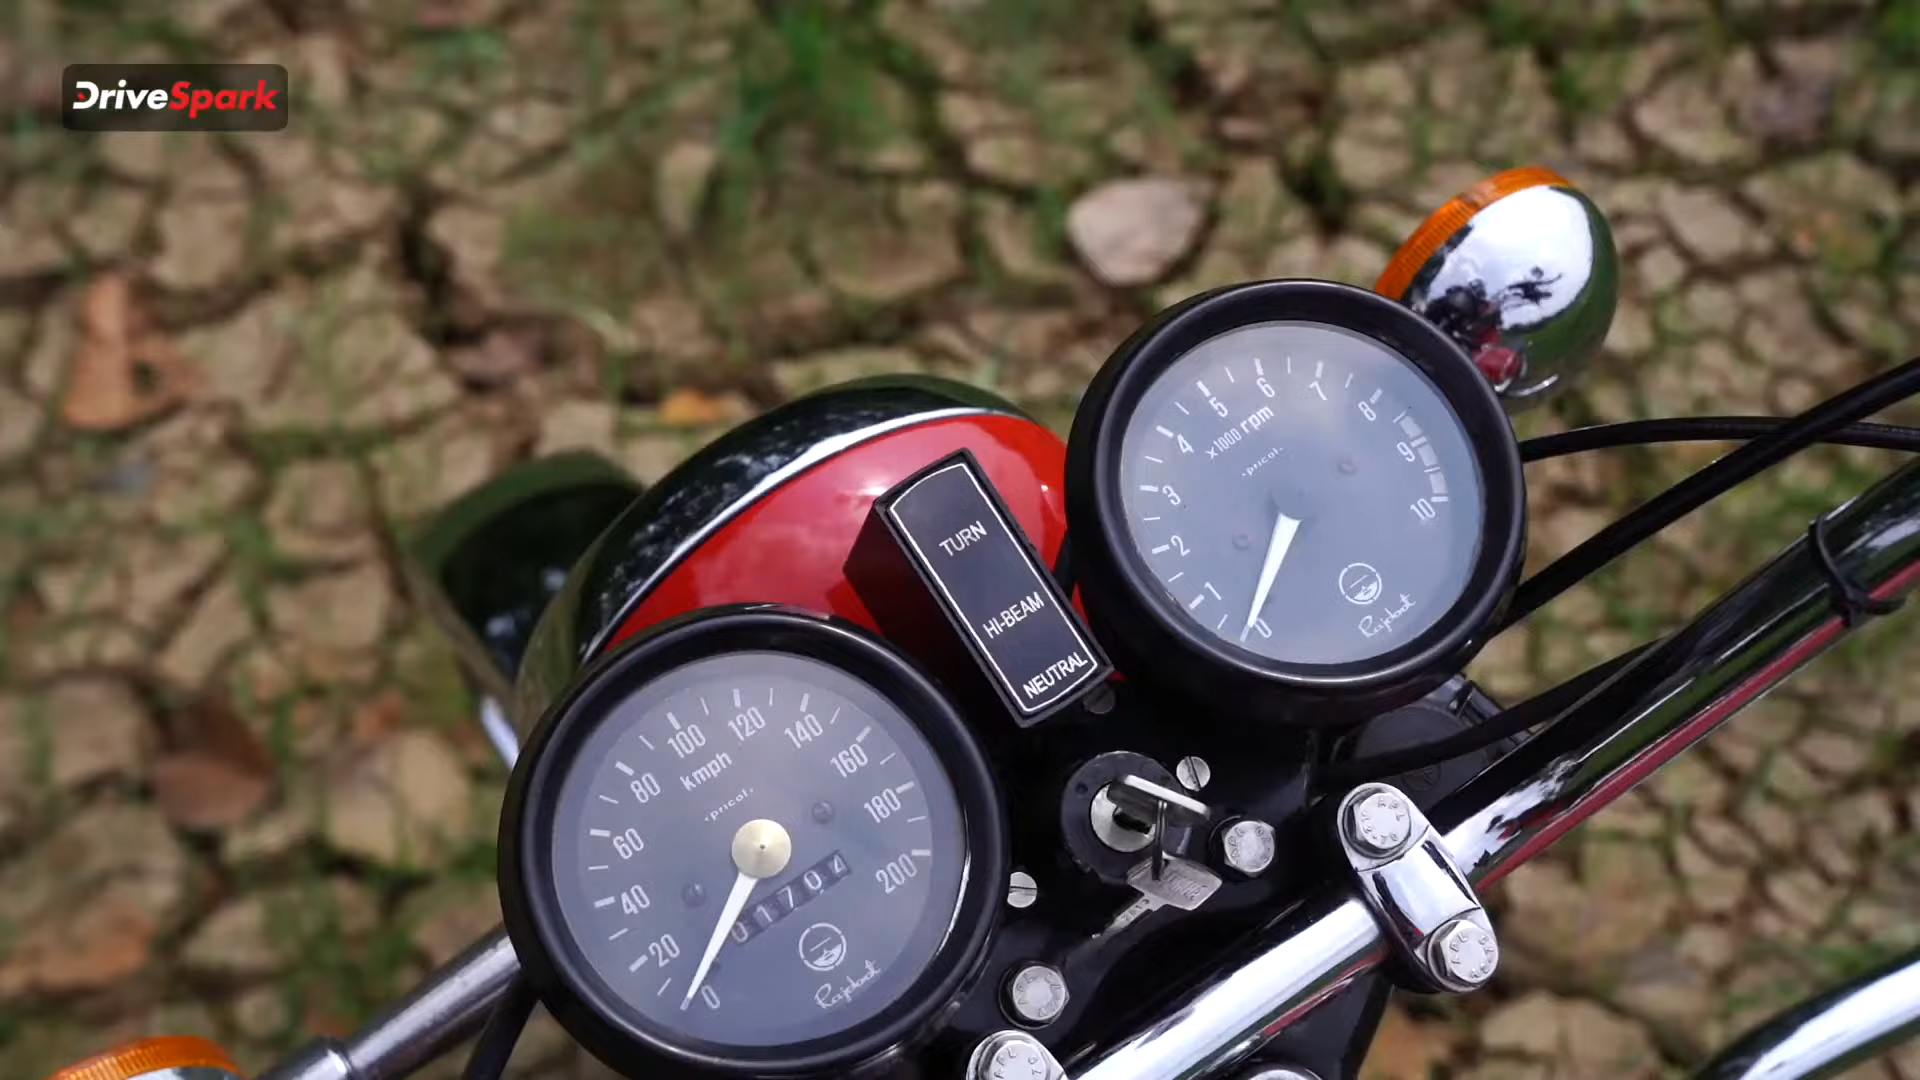 DriveSpark
TURN
HI-BEAM
NEUTRAL
0 1 2 3 4 5 6 7 8 9 10
x1000 rpm
·pricol·
Rajdoot
0 20 40 60 80 100 120 140 160 180 200
kmph
·pricol·
01704
Rajdoot